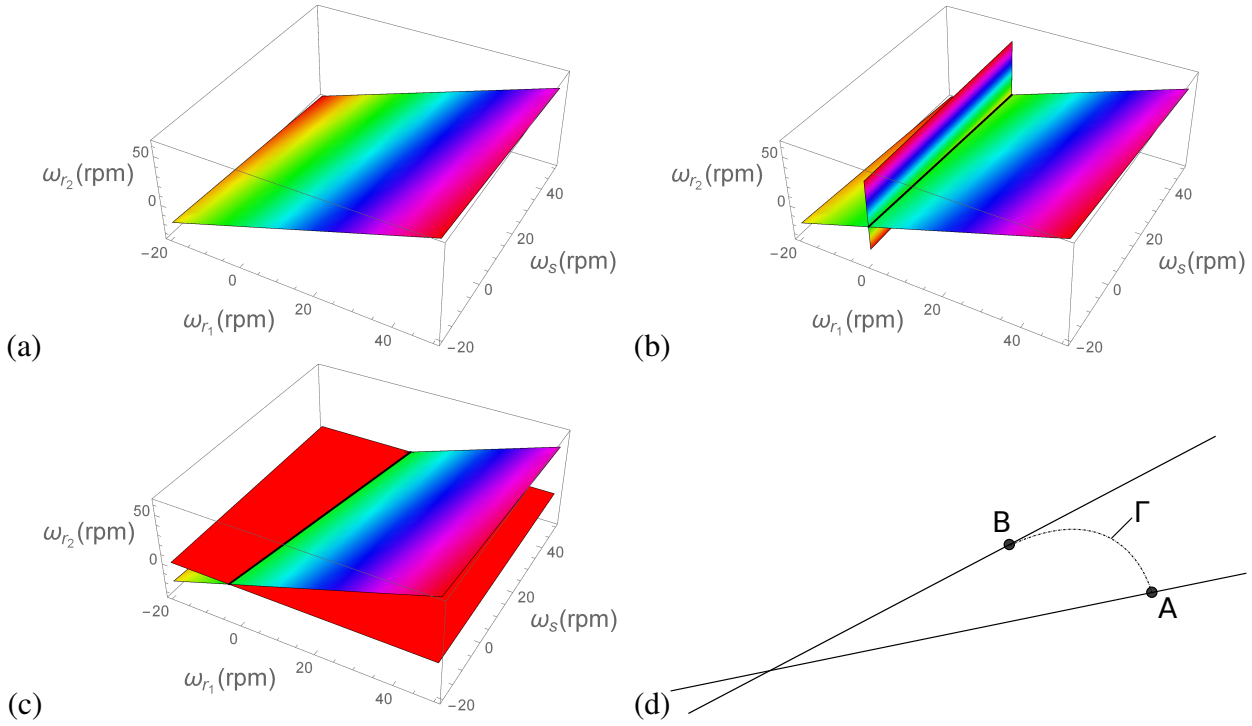 50
0
ω_{r_2}(rpm)
-20
0
20
40
ω_{r_1}(rpm)
-20
0
20
40
ω_s(rpm)
(a)
50
0
ω_{r_2}(rpm)
-20
0
20
40
ω_{r_1}(rpm)
-20
0
20
40
ω_s(rpm)
(b)
50
0
ω_{r_2}(rpm)
-20
0
20
40
ω_{r_1}(rpm)
-20
0
20
40
ω_s(rpm)
(c)
B
Γ
A
(d)